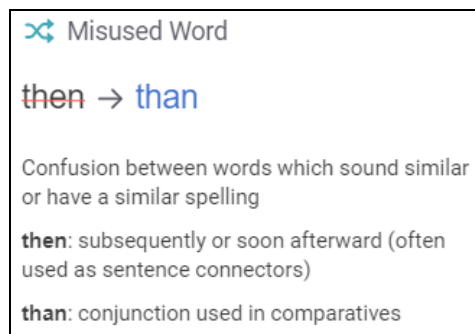 Misused Word
then → than
Confusion between words which sound similar
or have a similar spelling
then: subsequently or soon afterward (often
used as sentence connectors)
than: conjunction used in comparatives